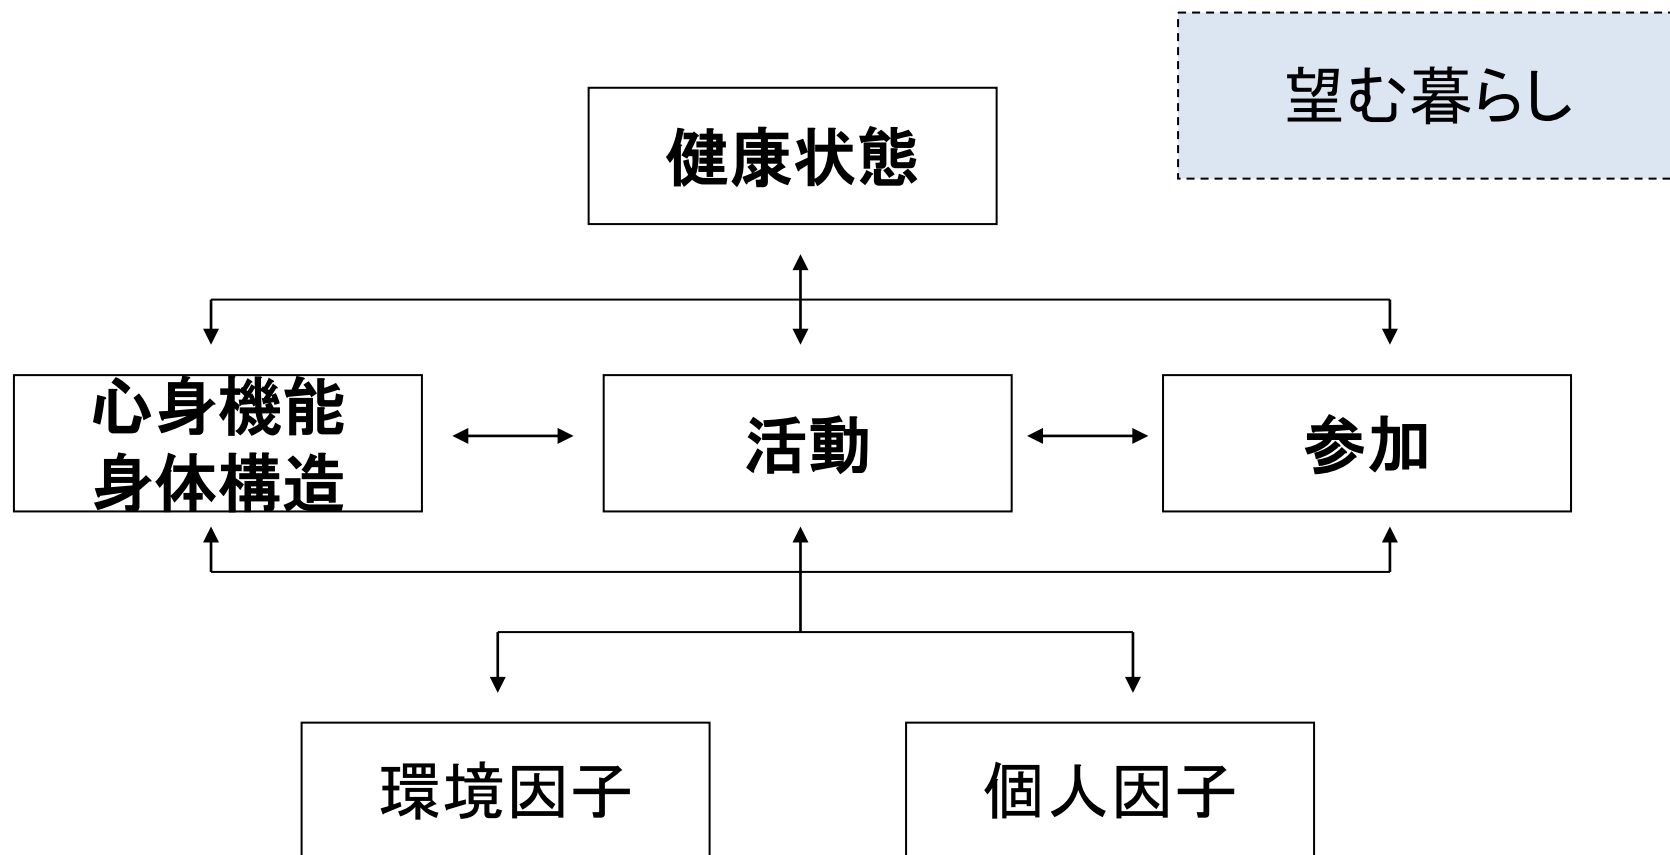 望む暮らし
健康状態
心身機能
身体構造
活動
参加
環境因子
個人因子